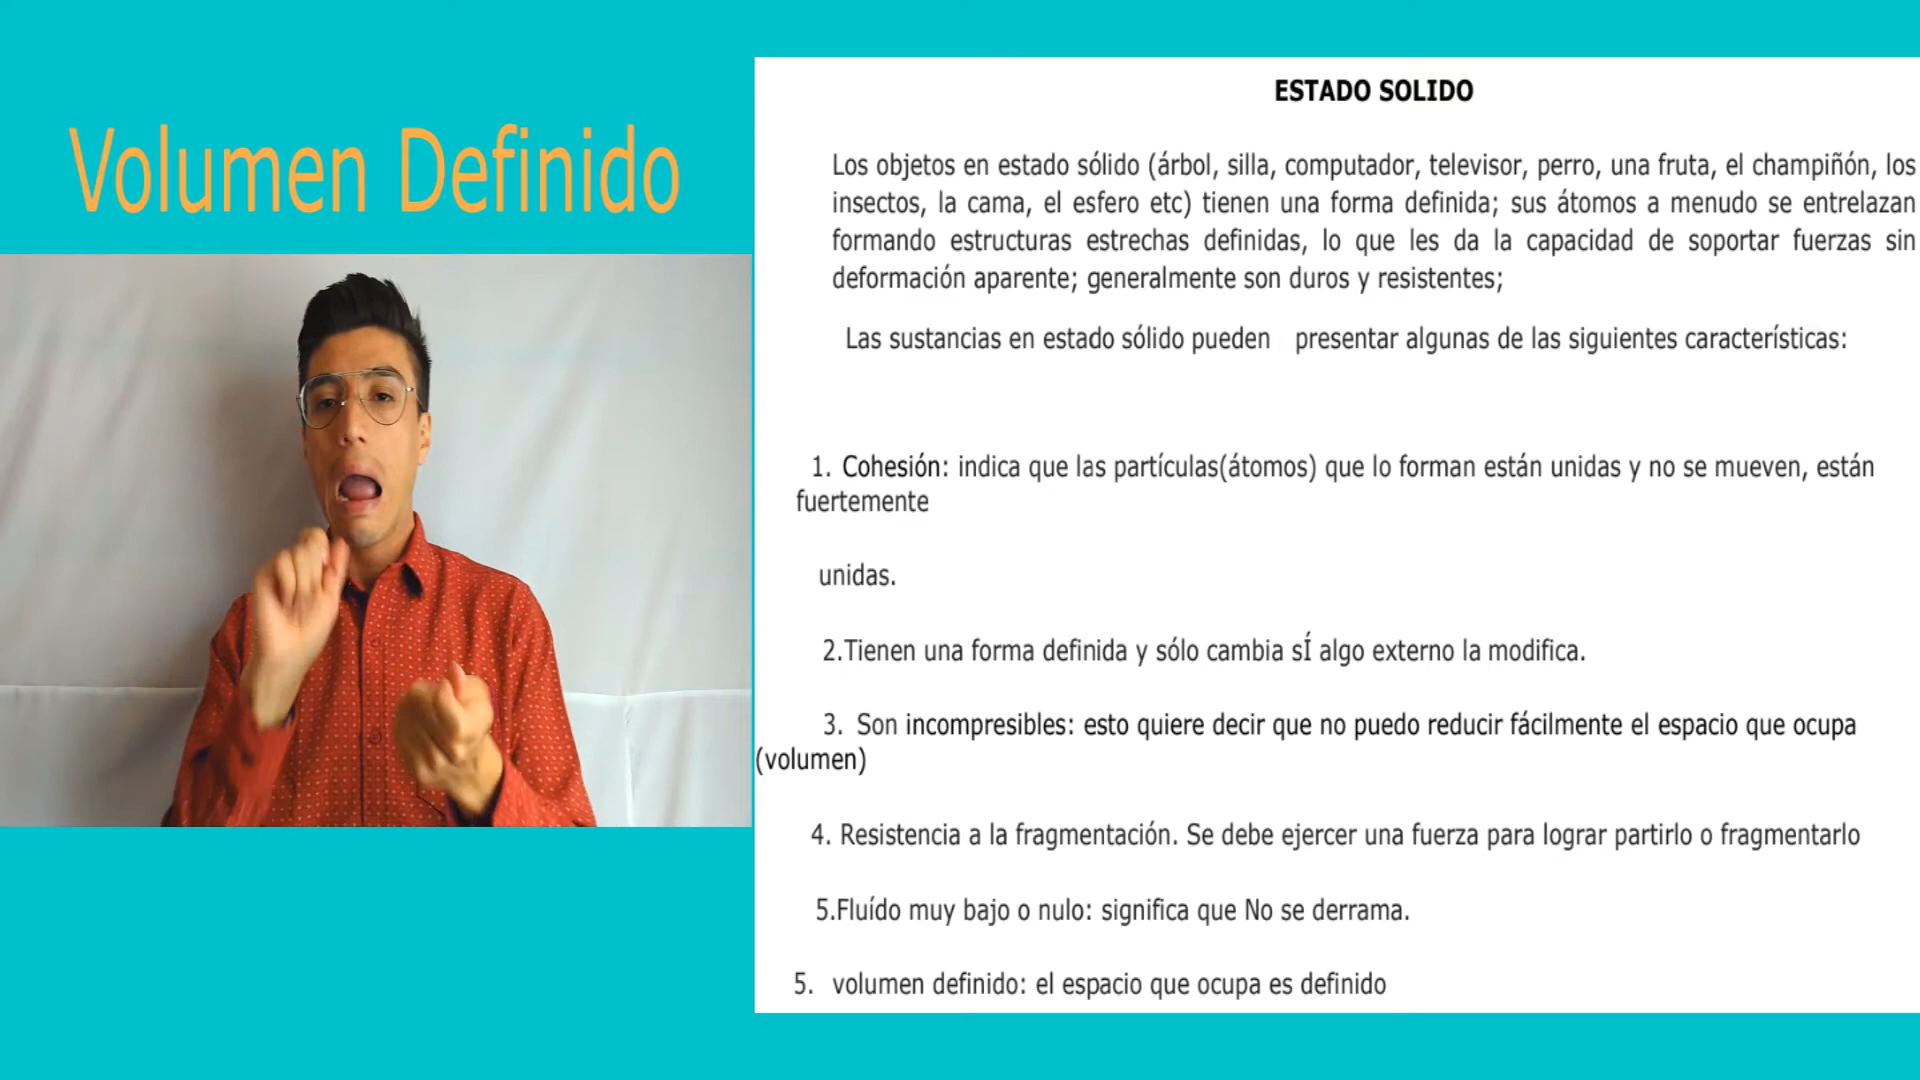 Volumen Definido
ESTADO SOLIDO
Los objetos en estado sólido (árbol, silla, computador, televisor, perro, una fruta, el champiñón, los
insectos, la cama, el esfero etc) tienen una forma definida; sus átomos a menudo se entrelazan
formando estructuras estrechas definidas, lo que les da la capacidad de soportar fuerzas sin
deformación aparente; generalmente son duros y resistentes;
Las sustancias en estado sólido pueden presentar algunas de las siguientes características:
1. Cohesión: indica que las partículas(átomos) que lo forman están unidas y no se mueven, están
fuertemente
unidas.
2.Tienen una forma definida y sólo cambia sÍ algo externo la modifica.
3. Son incompresibles: esto quiere decir que no puedo reducir fácilmente el espacio que ocupa
(volumen)
4. Resistencia a la fragmentación. Se debe ejercer una fuerza para lograr partirlo o fragmentarlo
5.Fluído muy bajo o nulo: significa que No se derrama.
5. volumen definido: el espacio que ocupa es definido